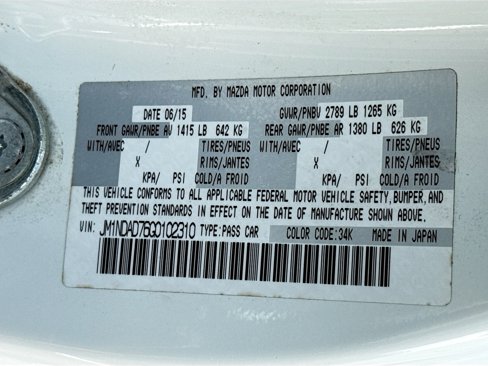 MFD. BY MAZDA MOTOR CORPORATION
DATE 06/15 GVWR/PNBV 2789 LB 1265 KG
FRONT GAWR/PNBE AV 1415 LB 642 KG REAR GAWR/PNBE AR 1380 LB 626 KG
WITH/AVEC / TIRES/PNEUS WITH/AVEC / TIRES/PNEUS
X RIMS/JANTES X RIMS/JANTES
KPA/ PSI COLD/A FROID KPA/ PSI COLD/A FROID
THIS VEHICLE CONFORMS TO ALL APPLICABLE FEDERAL MOTOR VEHICLE SAFETY, BUMPER, AND
THEFT PREVENTION STANDARDS IN EFFECT ON THE DATE OF MANUFACTURE SHOWN ABOVE.
VIN: JM1NDAD76G0102310 TYPE:PASS CAR COLOR CODE:34K MADE IN JAPAN